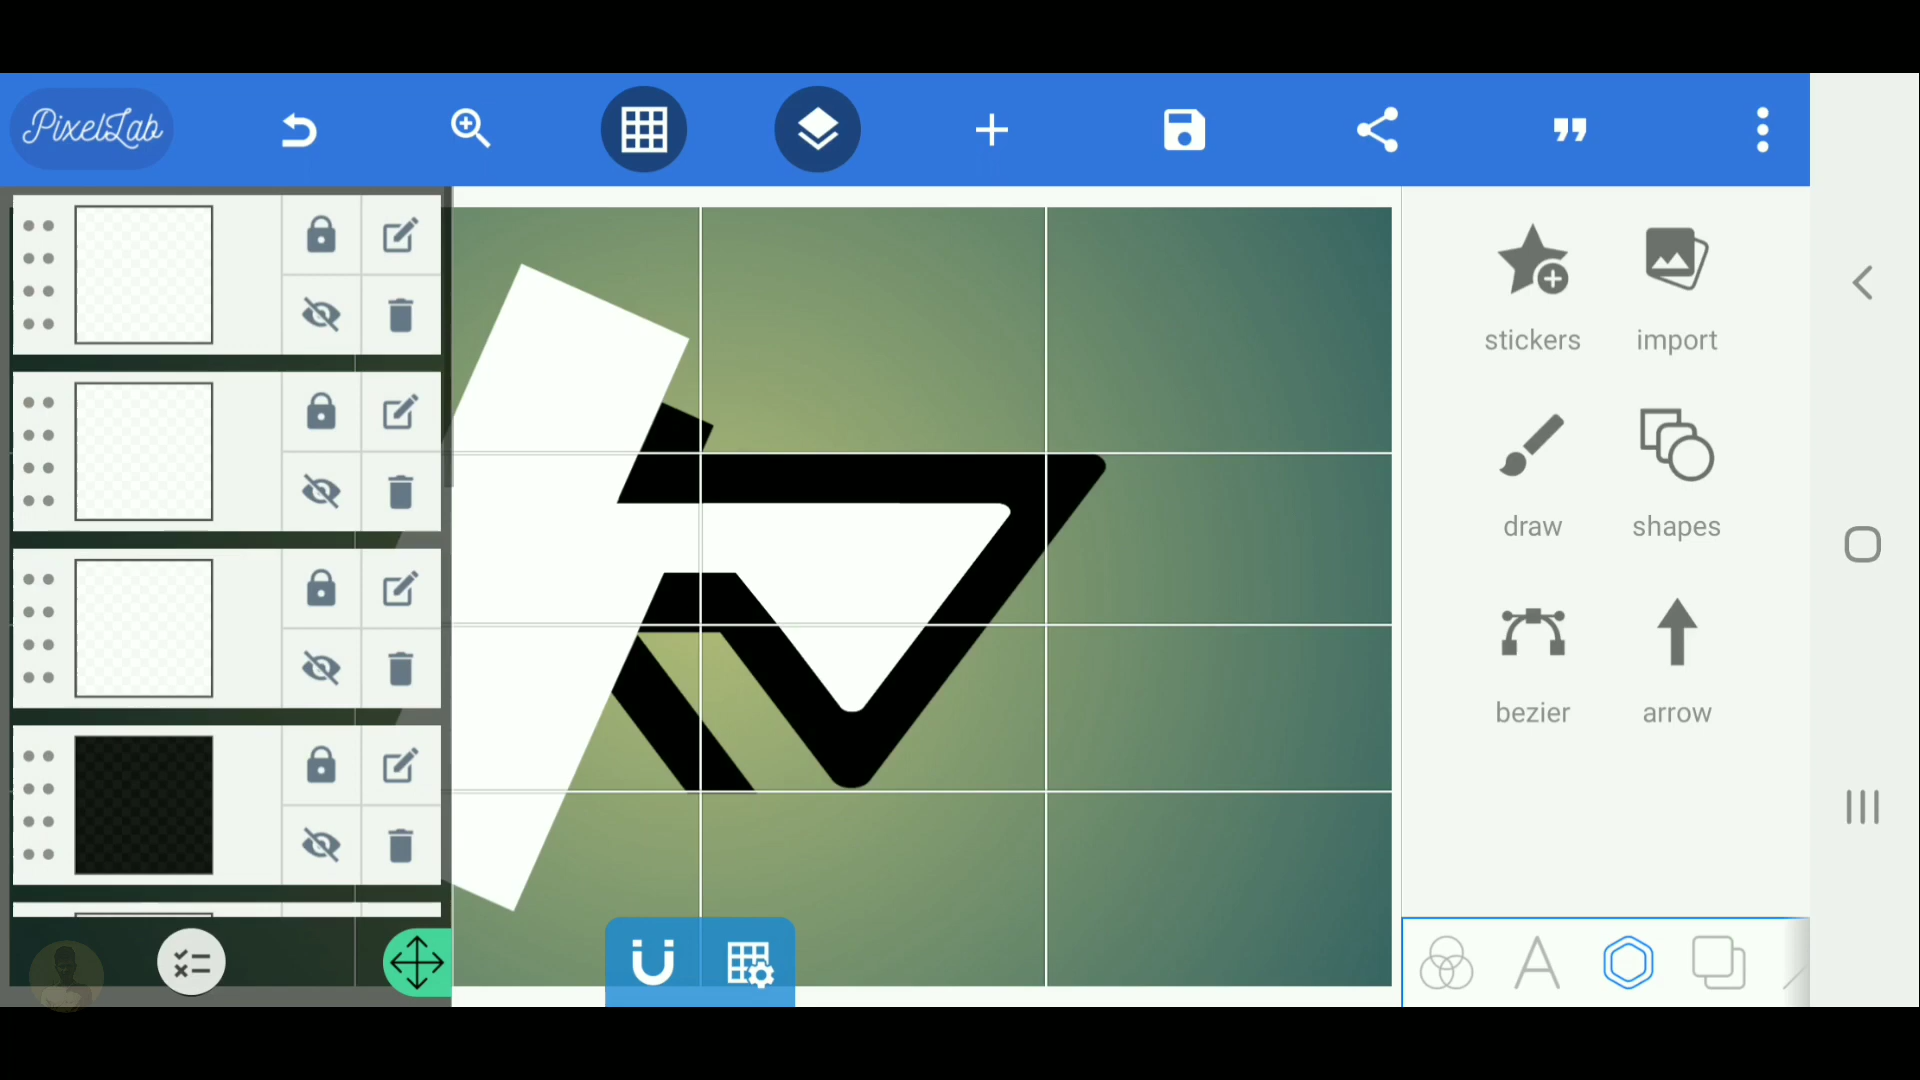 PixelLab
stickers
import
draw
shapes
bezier
arrow